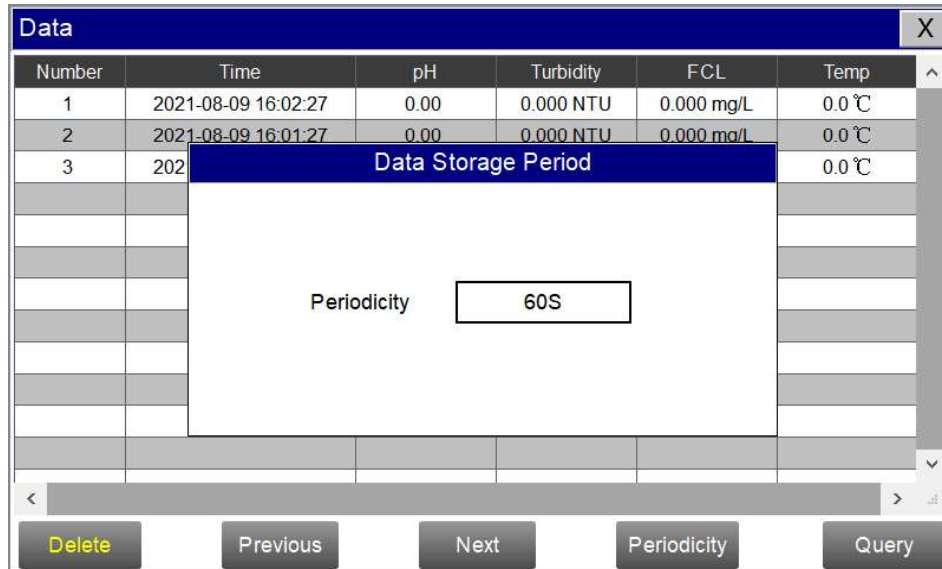 Data X
Number Time pH Turbidity FCL Temp
1 2021-08-09 16:02:27 0.00 0.000 NTU 0.000 mg/L 0.0 ℃
2 2021-08-09 16:01:27 0.00 0.000 NTU 0.000 mg/L 0.0 ℃
3 202 0.0 ℃
Data Storage Period
Periodicity 60S
Delete Previous Next Periodicity Query